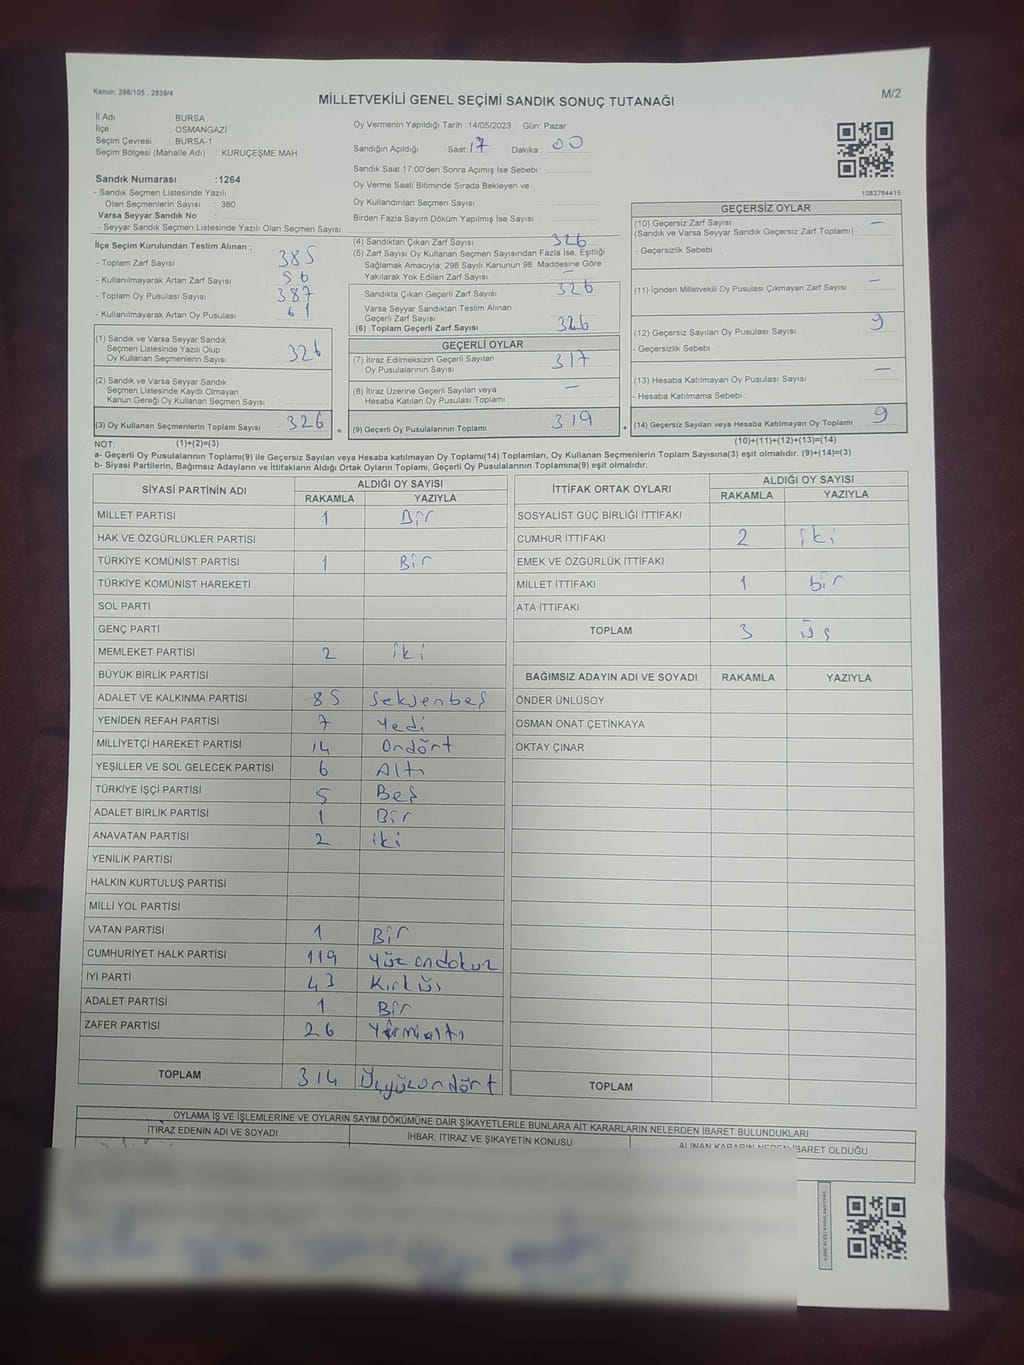 Kanun; 298/105 , 2839/4
MİLLETVEKİLİ GENEL SEÇİMİ SANDIK SONUÇ TUTANAĞI
M/2
İl Adı : BURSA
İlçe : OSMANGAZİ
Seçim Çevresi : BURSA-1
Seçim Bölgesi (Mahalle Adı) : KURUÇEŞME MAH
Sandık Numarası :1264
- Sandık Seçmen Listesinde Yazılı
Olan Seçmenlerin Sayısı : 360
Varsa Seyyar Sandık No :
- Seyyar Sandık Seçmen Listesinde Yazılı Olan Seçmen Sayısı
Oy Vermenin Yapıldığı Tarih :14/05/2023 Gün: Pazar
Sandığın Açıldığı Saat: 17 Dakika : 00
Sandık Saat 17:00'den Sonra Açımış İse Sebebi :
Oy Verme Saati Bitiminde Sırada Bekleyen ve
Oy Kullandırılan Seçmen Sayısı
Birden Fazla Sayım Döküm Yapılmış İse Sayısı
1083784415
İlçe Seçim Kurulundan Teslim Alınan ;
- Toplam Zarf Sayısı : 385
- Kullanılmayarak Artan Zarf Sayısı : 56
- Toplam Oy Pusulası Sayısı : 387
- Kullanılmayarak Artan Oy Pusulası : 61
(1) Sandık ve Varsa Seyyar Sandık
Seçmen Listesinde Yazılı Olup
Oy Kullanan Seçmenlerin Sayısı : 326
(2) Sandık ve Varsa Seyyar Sandık
Seçmen Listesinde Kayıtlı Olmayan
Kanun Gereği Oy Kullanan Seçmen Sayısı :
(3) Oy Kullanan Seçmenlerin Toplam Sayısı : 326 =
(4) Sandıktan Çıkan Zarf Sayısı : 326
(5) Zarf Sayısı Oy Kullanan Seçmen Sayısından Fazla İse, Eşitliği
Sağlamak Amacıyla; 298 Sayılı Kanunun 98. Maddesine Göre
Yakılarak Yok Edilen Zarf Sayısı : —
Sandıkta Çıkan Geçerli Zarf Sayısı : 326
Varsa Seyyar Sandıktan Teslim Alınan
Geçerli Zarf Sayısı :
(6) Toplam Geçerli Zarf Sayısı : 326
GEÇERLİ OYLAR
(7) İtiraz Edilmeksizin Geçerli Sayılan
Oy Pusulalarının Sayısı : 317
(8) İtiraz Üzerine Geçerli Sayılan veya
Hesaba Katılan Oy Pusulası Toplamı : —
(9) Geçerli Oy Pusulalarının Toplamı : 319 +
GEÇERSİZ OYLAR
(10) Geçersiz Zarf Sayısı
(Sandık ve Varsa Seyyar Sandık Geçersiz Zarf Toplamı) : —
- Geçersizlik Sebebi :
(11) İçinden Milletvekili Oy Pusulası Çıkmayan Zarf Sayısı : —
(12) Geçersiz Sayılan Oy Pusulası Sayısı : 9
- Geçersizlik Sebebi :
(13) Hesaba Katılmayan Oy Pusulası Sayısı : —
- Hesaba Katılmama Sebebi :
(14) Geçersiz Sayılan veya Hesaba Katılmayan Oy Toplamı : 9
NOT: (1)+(2)=(3)
(10)+(11)+(12)+(13)=(14)
a- Geçerli Oy Pusulalarının Toplamı(9) ile Geçersiz Sayılan veya Hesaba Katılmayan Oy Toplamı(14) Toplamları, Oy Kullanan Seçmenlerin Toplam Sayısına(3) eşit olmalıdır. (9)+(14)=(3)
b- Siyasi Partilerin, Bağımsız Adayların ve İttifakların Aldığı Ortak Oyların Toplamı, Geçerli Oy Pusulalarının Toplamına(9) eşit olmalıdır.
SİYASİ PARTİNİN ADI ALDIĞI OY SAYISI
RAKAMLA YAZIYLA
MİLLET PARTİSİ 1 Bir
HAK VE ÖZGÜRLÜKLER PARTİSİ
TÜRKİYE KOMÜNİST PARTİSİ 1 Bir
TÜRKİYE KOMÜNİST HAREKETİ
SOL PARTİ
GENÇ PARTİ
MEMLEKET PARTİSİ 2 iki
BÜYÜK BİRLİK PARTİSİ
ADALET VE KALKINMA PARTİSİ 85 Seksenbeş
YENİDEN REFAH PARTİSİ 7 Yedi
MİLLİYETÇİ HAREKET PARTİSİ 14 Ondört
YEŞİLLER VE SOL GELECEK PARTİSİ 6 Altı
TÜRKİYE İŞÇİ PARTİSİ 5 Beş
ADALET BİRLİK PARTİSİ 1 Bir
ANAVATAN PARTİSİ 2 iki
YENİLİK PARTİSİ
HALKIN KURTULUŞ PARTİSİ
MİLLİ YOL PARTİSİ
VATAN PARTİSİ 1 Bir
CUMHURİYET HALK PARTİSİ 119 Yüz ondokuz
İYİ PARTİ 43 Kırküş
ADALET PARTİSİ 1 Bir
ZAFER PARTİSİ 26 Yirmialtı
TOPLAM 314 Üçyüzondört
İTTİFAK ORTAK OYLARI ALDIĞI OY SAYISI
RAKAMLA YAZIYLA
SOSYALİST GÜÇ BİRLİĞİ İTTİFAKI
CUMHUR İTTİFAKI 2 iki
EMEK VE ÖZGÜRLÜK İTTİFAKI
MİLLET İTTİFAKI 1 bir
ATA İTTİFAKI
TOPLAM 3 üş
BAĞIMSIZ ADAYIN ADI VE SOYADI RAKAMLA YAZIYLA
ÖNDER ÜNLÜSOY
OSMAN ONAT ÇETİNKAYA
OKTAY ÇINAR
TOPLAM
OYLAMA İŞ VE İŞLEMLERİNE VE OYLARIN SAYIM DÖKÜMÜNE DAİR ŞİKAYETLERLE BUNLARA AİT KARARLARIN NELERDEN İBARET BULUNDUKLARI
İTİRAZ EDENİN ADI VE SOYADI İHBAR, İTİRAZ VE ŞİKAYETİN KONUSU ALINAN KARARIN NEDEN İBARET OLDUĞU